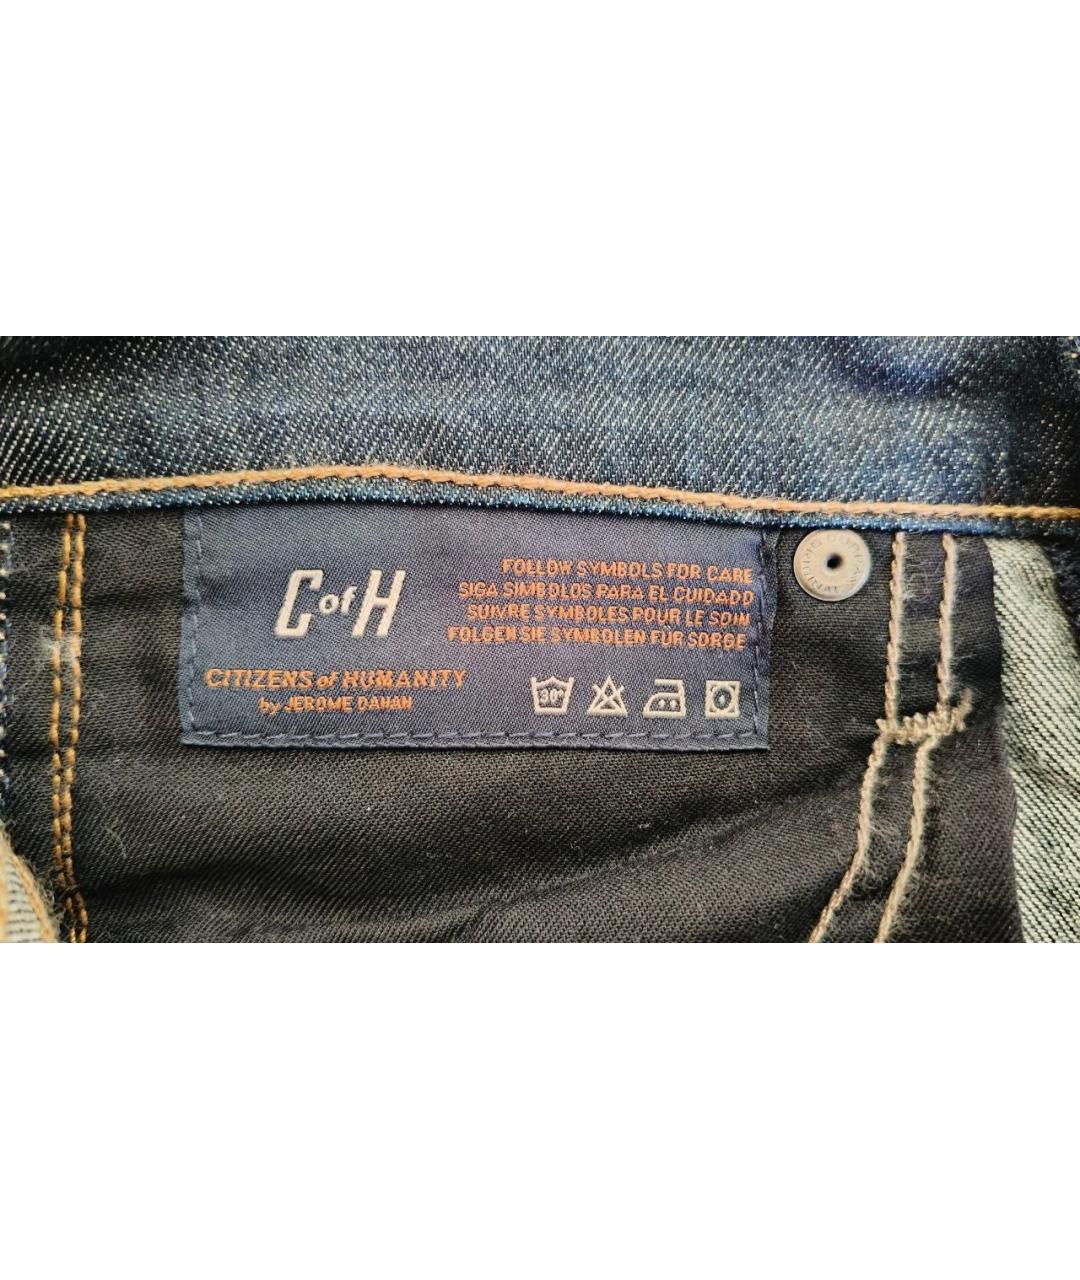 C of H
CITIZENS of HUMANITY
by JEROME DAHAN
FOLLOW SYMBOLS FOR CARE
SIGA SIMBOLOS PARA EL CUIDADO
SUIVRE SYMBOLES POUR LE SOIN
FOLGEN SIE SYMBOLEN FUR SORGE
30°